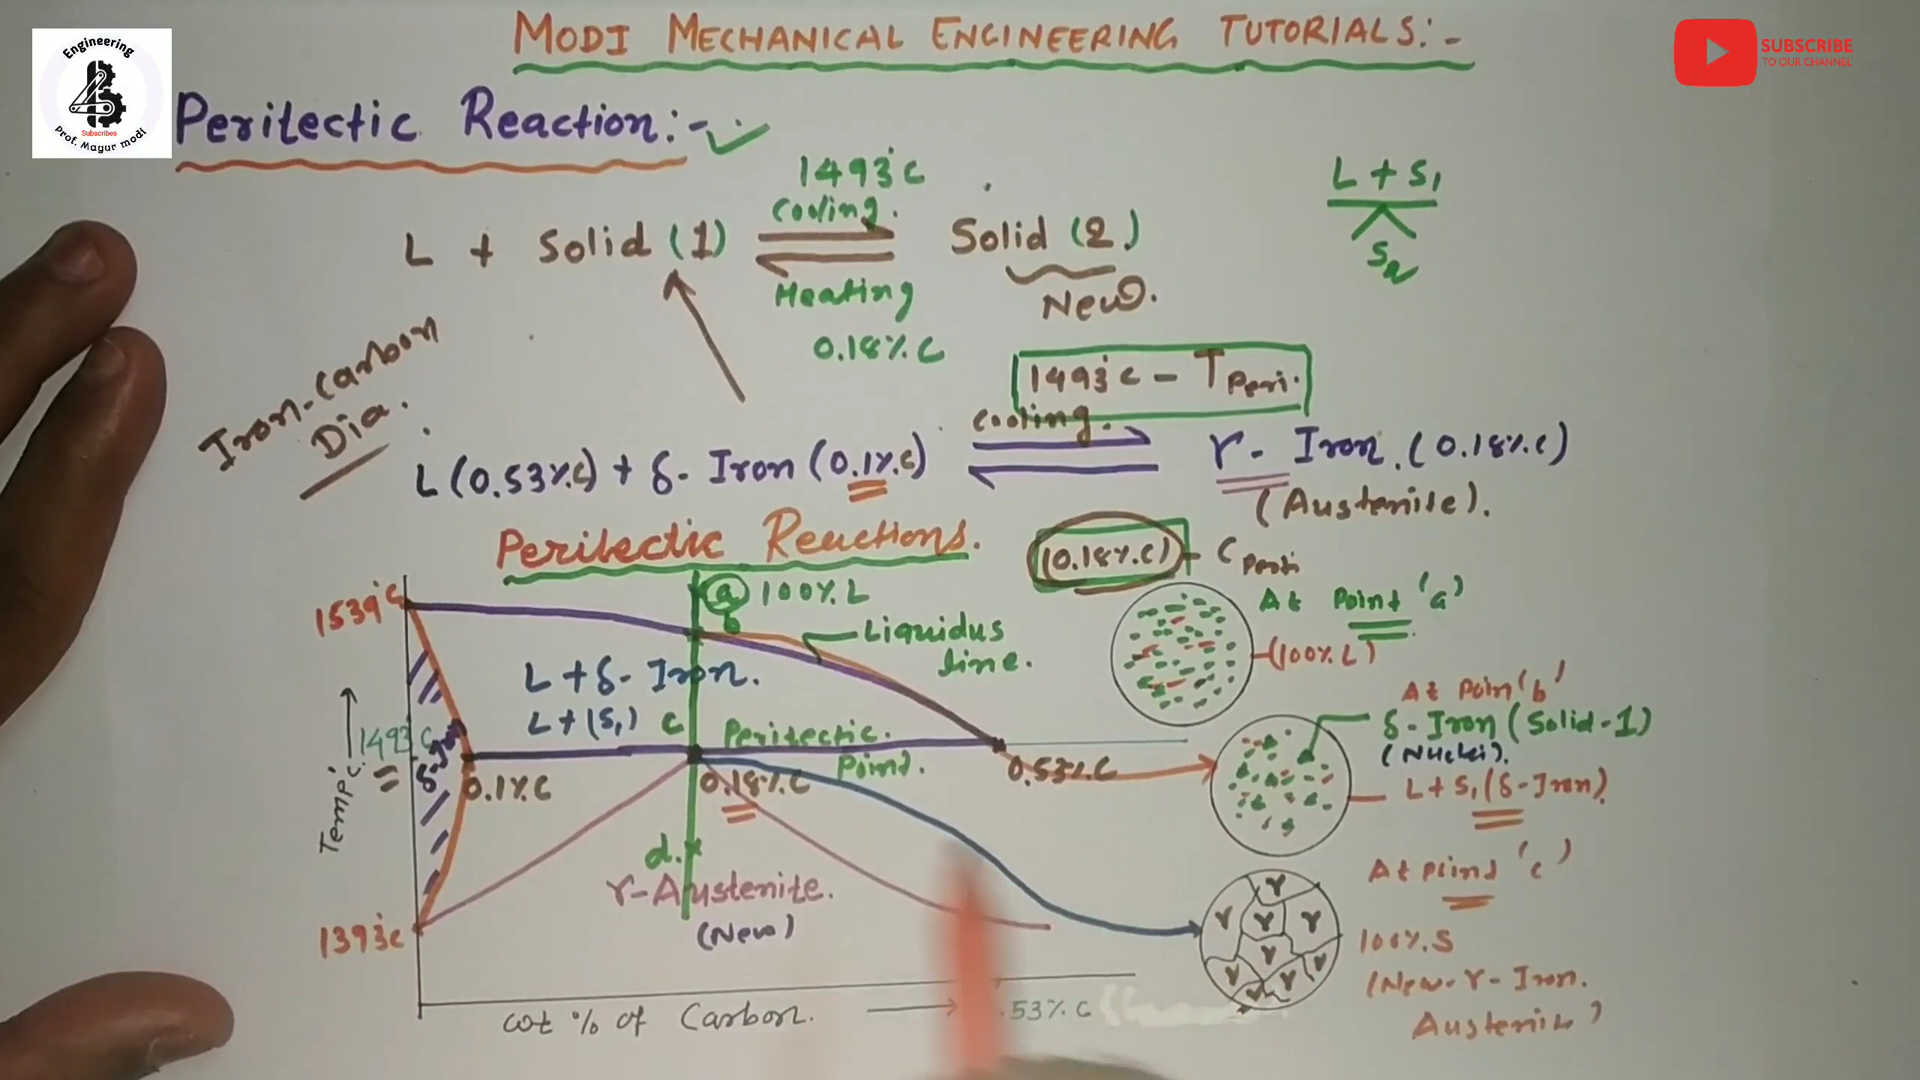 MODI MECHANICAL ENGINEERING TUTORIALS:-
SUBSCRIBE
TO OUR CHANNEL
Engineering
Subscribes
Prof. Mayur modi
Peritectic Reaction:-
1493°C
Cooling.
L + Solid (1) Solid (2)
Heating
New.
0.18%C
L + S1
S2
Iron-Carbon
Dia.
1493°C - TPeri.
Cooling.
L(0.53%C) + δ- Iron (0.1%C) γ- Iron. (0.18%C)
(Austenite).
Peritectic Reactions.
(0.18%C) - CPeri
1539°C
a 100%L
b
Liquidus
line.
L + δ- Iron.
L + (S1) c
Peritectic
Point.
1493°C
δ-Iron
0.1%C
0.18%C
0.53%C
Temp°C
d.x
γ-Austenite.
(New)
1393°C
wt % of Carbon.
.53%C
At Point 'a'
(100%L)
At Poin 'b'
δ-Iron (Solid-1)
(Nuclei).
L + S1 (δ-Iron)
At point 'c'
γ γ γ γ γ γ γ γ γ
100%S
(New-γ-Iron.
Austenite)